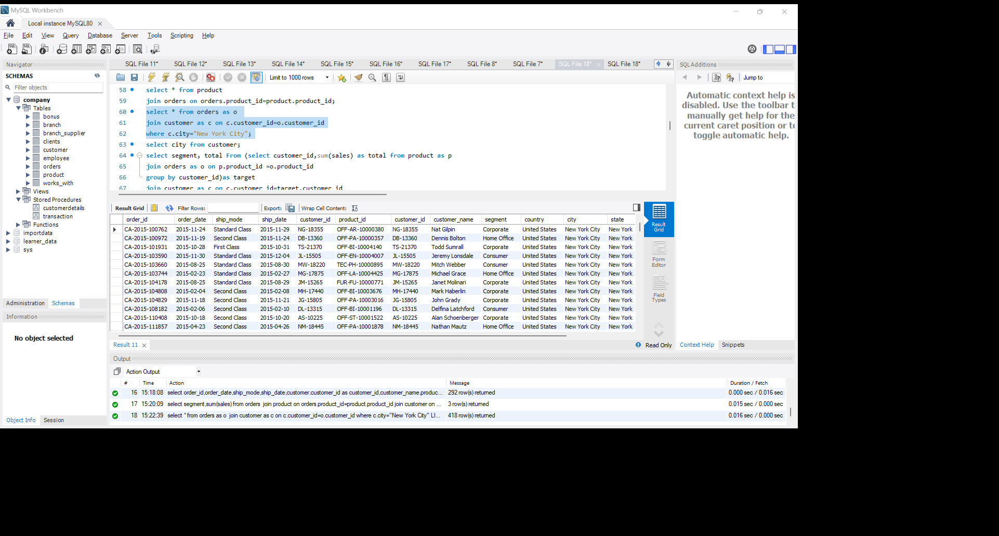 MySQL Workbench
Local instance MySQL80
File Edit View Query Database Server Tools Scripting Help
Navigator
SCHEMAS
Filter objects
company
Tables
bonus
branch
branch_supplier
clients
customer
employee
orders
product
works_with
Views
Stored Procedures
customerdetails
transaction
Functions
importdata
learner_data
sys
Administration Schemas
Information
No object selected
Object Info Session
SQL File 11* SQL File 12* SQL File 13* SQL File 14* SQL File 15* SQL File 16* SQL File 17* SQL File 8* SQL File 7* SQL File 18* SQL File 18*
Limit to 1000 rows
58 select * from product
59 join orders on orders.product_id=product.product_id;
60 select * from orders as o
61 join customer as c on c.customer_id=o.customer_id
62 where c.city="New York City";
63 select city from customer;
64 select segment, total From (select customer_id,sum(sales) as total from product as p
65 join orders as o on p.product_id =o.product_id
66 group by customer_id)as target
67 join customer as c on c.customer_id=target.customer_id
Result Grid Filter Rows: Export: Wrap Cell Content:
order_id order_date ship_mode ship_date customer_id product_id customer_id customer_name segment country city state
CA-2015-100762 2015-11-24 Standard Class 2015-11-29 NG-18355 OFF-AR-10000380 NG-18355 Nat Gilpin Corporate United States New York City New York
CA-2015-100972 2015-11-19 Second Class 2015-11-24 DB-13360 OFF-PA-10000357 DB-13360 Dennis Bolton Home Office United States New York City New York
CA-2015-101931 2015-10-28 First Class 2015-10-31 TS-21370 OFF-BI-10004140 TS-21370 Todd Sumrall Corporate United States New York City New York
CA-2015-103590 2015-11-30 Standard Class 2015-12-04 JL-15505 OFF-EN-10004007 JL-15505 Jeremy Lonsdale Consumer United States New York City New York
CA-2015-103660 2015-08-25 Standard Class 2015-08-30 MW-18220 TEC-PH-10000895 MW-18220 Mitch Webber Consumer United States New York City New York
CA-2015-103744 2015-02-23 Standard Class 2015-02-27 MG-17875 OFF-LA-10004425 MG-17875 Michael Grace Home Office United States New York City New York
CA-2015-104178 2015-08-25 Standard Class 2015-08-29 JM-15265 FUR-FU-10000771 JM-15265 Janet Molinari Corporate United States New York City New York
CA-2015-104808 2015-02-04 Second Class 2015-02-08 MH-17440 OFF-BI-10003676 MH-17440 Mark Haberlin Corporate United States New York City New York
CA-2015-104829 2015-11-18 Second Class 2015-11-21 JG-15805 OFF-PA-10003016 JG-15805 John Grady Corporate United States New York City New York
CA-2015-108182 2015-02-06 Second Class 2015-02-10 DL-13315 OFF-BI-10001196 DL-13315 Delfina Latchford Consumer United States New York City New York
CA-2015-110408 2015-10-18 Second Class 2015-10-20 AS-10225 OFF-ST-10001522 AS-10225 Alan Schoenberger Corporate United States New York City New York
CA-2015-111857 2015-04-23 Second Class 2015-04-26 NM-18445 OFF-PA-10001878 NM-18445 Nathan Mautz Home Office United States New York City New York
Result
Grid
Form
Editor
Field
Types
Result 11
Read Only
SQLAdditions
Jump to
Automatic context help is
disabled. Use the toolbar t
manually get help for the
current caret position or to
toggle automatic help.
Context Help Snippets
Output
Action Output
# Time Action Message Duration / Fetch
16 15:18:08 select order_id,order_date,ship_mode,ship_date,customer.customer_id as customer_id,customer_name,produc... 292 row(s) returned 0.000 sec / 0.016 sec
17 15:20:09 select segment,sum(sales) from orders join product on orders.product_id=product.product_id join customer on ... 3 row(s) returned 0.015 sec / 0.000 sec
18 15:22:39 select * from orders as o join customer as c on c.customer_id=o.customer_id where c.city="New York City" LI... 418 row(s) returned 0.016 sec / 0.000 sec